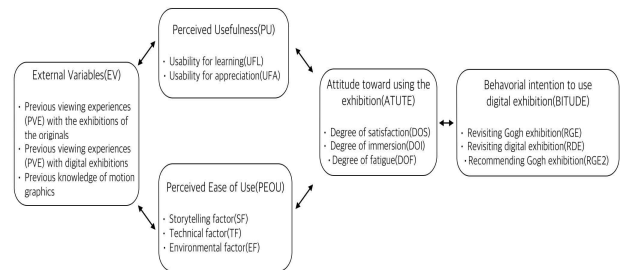 External Variables(EV)
· Previous viewing experiences
(PVE) with the exhibitions of
the originals
· Previous viewing experiences
(PVE) with digital exhibitions
· Previous knowledge of motion
graphics
Perceived Usefulness(PU)
· Usability for learning(UFL)
· Usability for appreciation(UFA)
Perceived Ease of Use(PEOU)
· Storytelling factor(SF)
· Technical factor(TF)
· Environmental factor(EF)
Attitude toward using the
exhibition(ATUTE)
· Degree of satisfaction(DOS)
· Degree of immersion(DOI)
· Degree of fatigue(DOF)
Behavorial intention to use
digital exhibition(BITUDE)
· Revisiting Gogh exhibition(RGE)
· Revisiting digital exhibition(RDE)
· Recommending Gogh exhibition(RGE2)